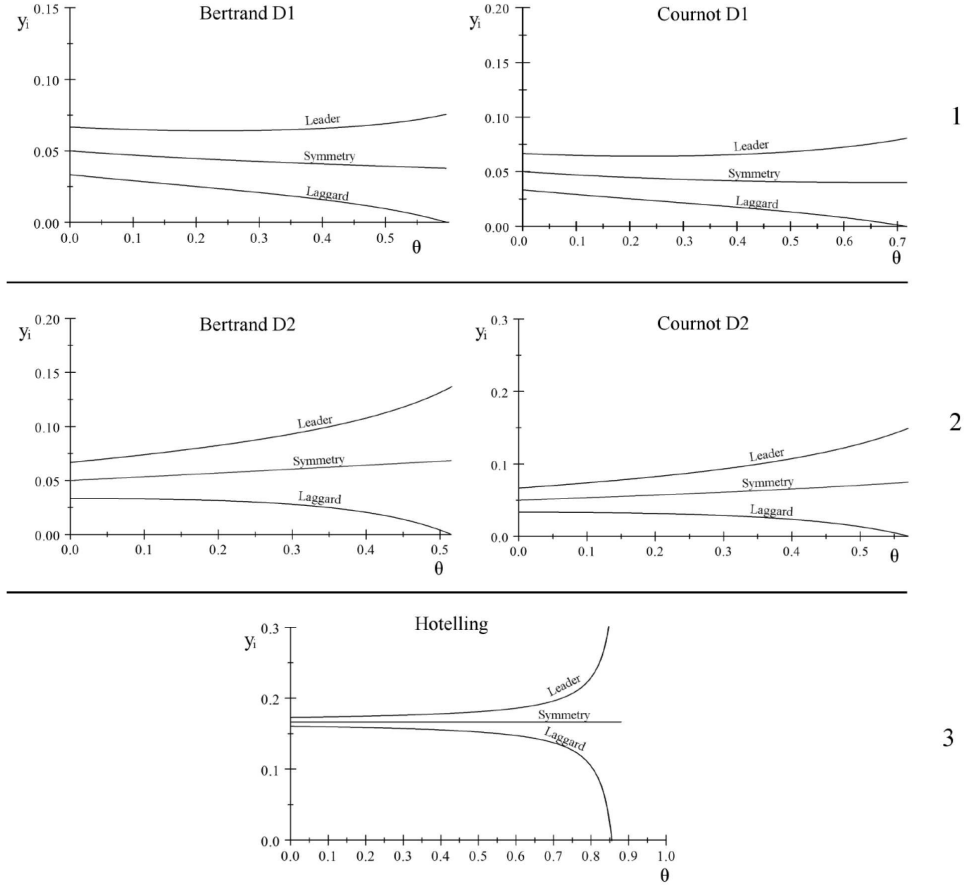 Bertrand D1
yᵢ
0.15
0.10
0.05
0.00
0.0 0.1 0.2 0.3 0.4 0.5
θ
Leader
Symmetry
Laggard
Cournot D1
yᵢ
0.20
0.15
0.10
0.05
0.00
0.0 0.1 0.2 0.3 0.4 0.5 0.6 0.7
θ
Leader
Symmetry
Laggard
1
Bertrand D2
yᵢ
0.20
0.15
0.10
0.05
0.00
0.0 0.1 0.2 0.3 0.4 0.5
θ
Leader
Symmetry
Laggard
Cournot D2
yᵢ
0.3
0.2
0.1
0.0
0.0 0.1 0.2 0.3 0.4 0.5
θ
Leader
Symmetry
Laggard
2
Hotelling
yᵢ
0.3
0.2
0.1
0.0
0.0 0.1 0.2 0.3 0.4 0.5 0.6 0.7 0.8 0.9 1.0
θ
Leader
Symmetry
Laggard
3